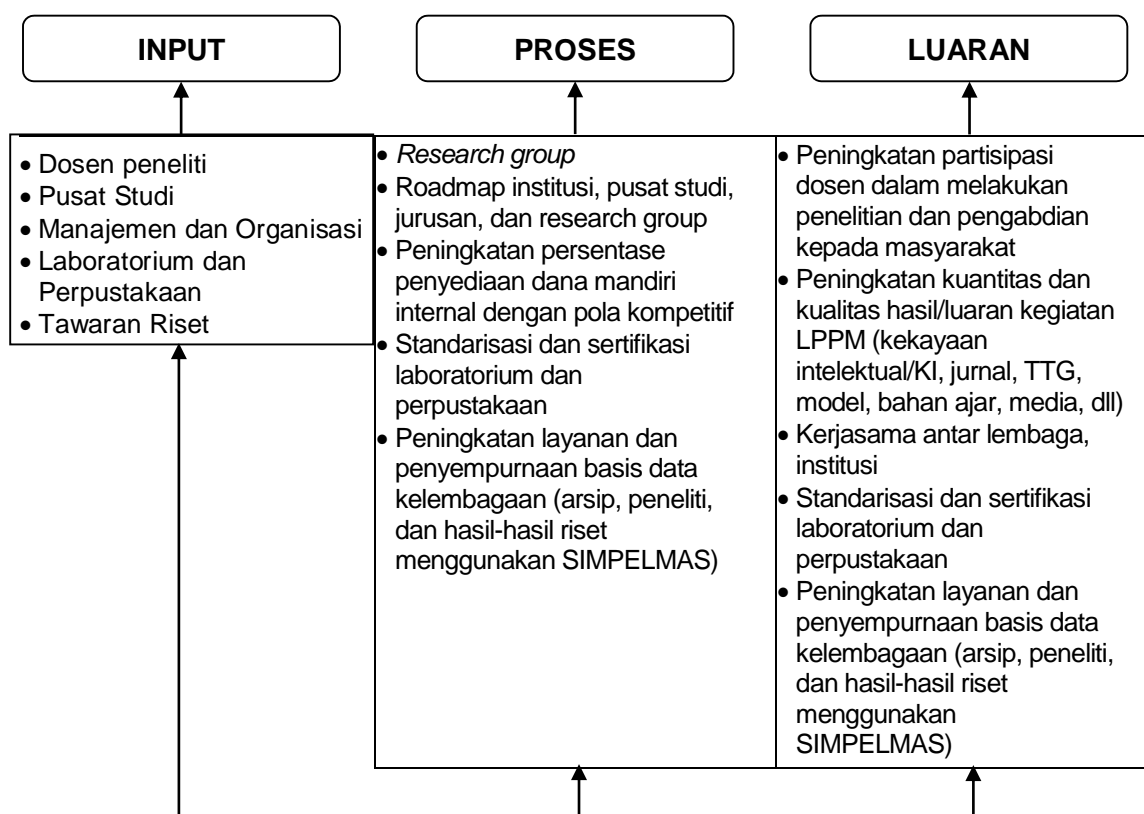 INPUT
• Dosen peneliti
• Pusat Studi
• Manajemen dan Organisasi
• Laboratorium dan
Perpustakaan
• Tawaran Riset
PROSES
• Research group
• Roadmap institusi, pusat studi,
jurusan, dan research group
• Peningkatan persentase
penyediaan dana mandiri
internal dengan pola kompetitif
• Standarisasi dan sertifikasi
laboratorium dan
perpustakaan
• Peningkatan layanan dan
penyempurnaan basis data
kelembagaan (arsip, peneliti,
dan hasil-hasil riset
menggunakan SIMPELMAS)
LUARAN
• Peningkatan partisipasi
dosen dalam melakukan
penelitian dan pengabdian
kepada masyarakat
• Peningkatan kuantitas dan
kualitas hasil/luaran kegiatan
LPPM (kekayaan
intelektual/KI, jurnal, TTG,
model, bahan ajar, media, dll)
• Kerjasama antar lembaga,
institusi
• Standarisasi dan sertifikasi
laboratorium dan
perpustakaan
• Peningkatan layanan dan
penyempurnaan basis data
kelembagaan (arsip, peneliti,
dan hasil-hasil riset
menggunakan
SIMPELMAS)